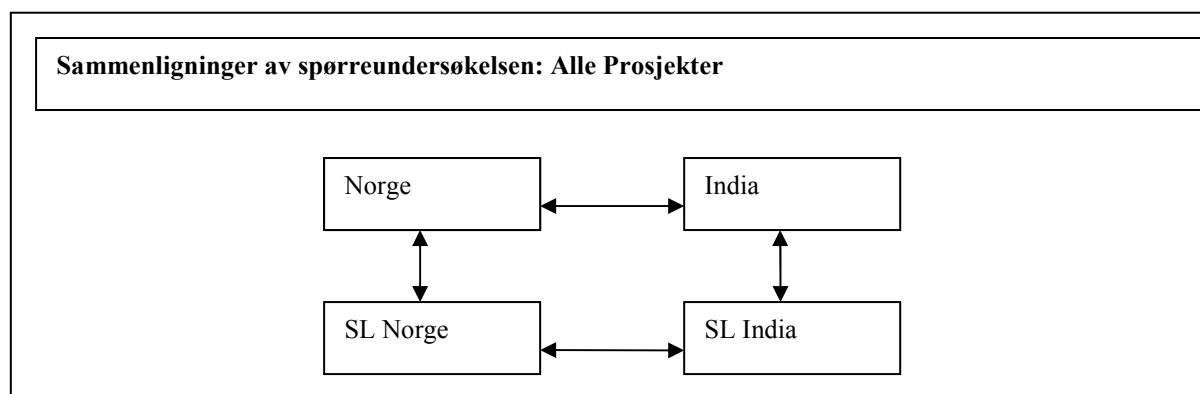 Sammenligninger av spørreundersøkelsen: Alle Prosjekter
Norge
India
SL Norge
SL India